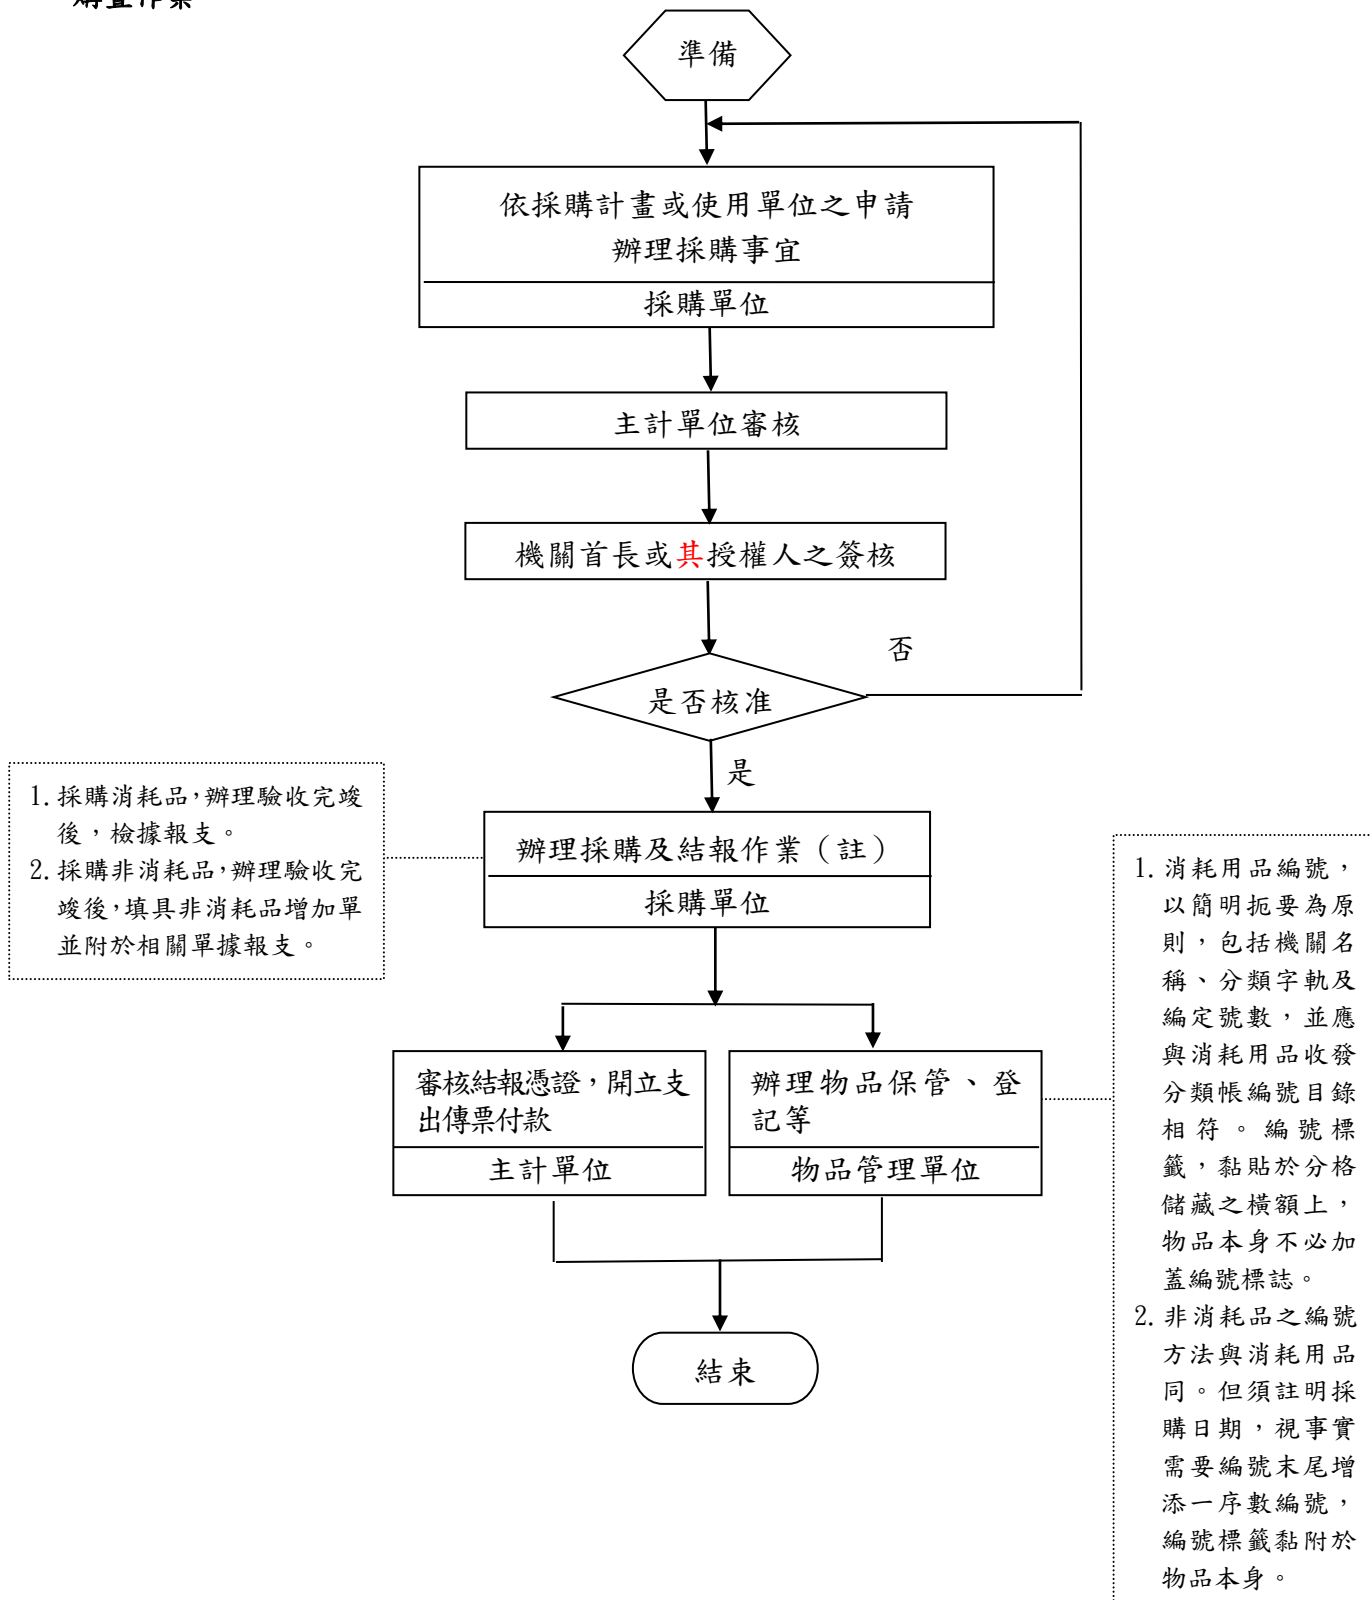 購置作業
準備
依採購計畫或使用單位之申請
辦理採購事宜
採購單位
主計單位審核
機關首長或其授權人之簽核
否
是否核准
是
1. 採購消耗品，辦理驗收完竣
後，檢據報支。
2. 採購非消耗品，辦理驗收完
竣後，填具非消耗品增加單
並附於相關單據報支。
辦理採購及結報作業（註）
採購單位
審核結報憑證，開立支
出傳票付款
主計單位
辦理物品保管、登
記等
物品管理單位
1. 消耗用品編號，
以簡明扼要為原
則，包括機關名
稱、分類字軌及
編定號數，並應
與消耗用品收發
分類帳編號目錄
相符。編號標
籤，黏貼於分格
儲藏之橫額上，
物品本身不必加
蓋編號標誌。
2. 非消耗品之編號
方法與消耗用品
同。但須註明採
購日期，視事實
需要編號末尾增
添一序數編號，
編號標籤黏附於
物品本身。
結束